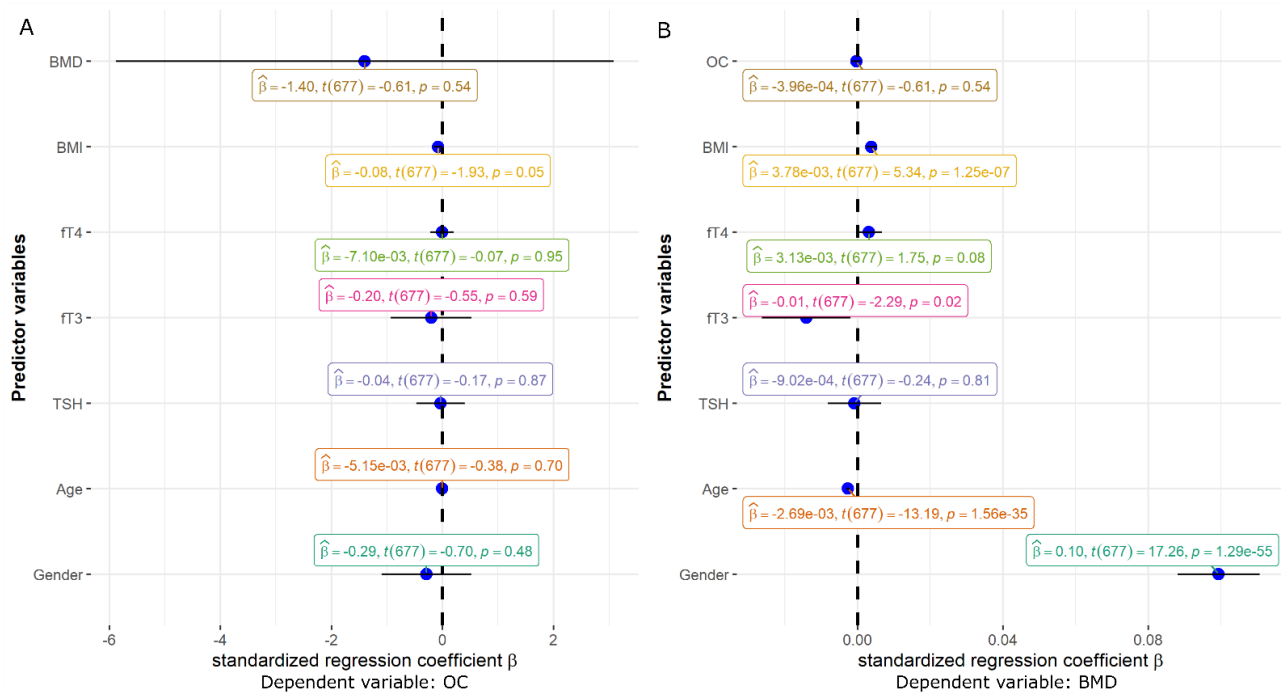 A
Predictor variables
BMD
β̂ = -1.40, t(677) = -0.61, p = 0.54
BMI
β̂ = -0.08, t(677) = -1.93, p = 0.05
fT4
β̂ = -7.10e-03, t(677) = -0.07, p = 0.95
β̂ = -0.20, t(677) = -0.55, p = 0.59
fT3
β̂ = -0.04, t(677) = -0.17, p = 0.87
TSH
β̂ = -5.15e-03, t(677) = -0.38, p = 0.70
Age
β̂ = -0.29, t(677) = -0.70, p = 0.48
Gender
-6 -4 -2 0 2
standardized regression coefficient β
Dependent variable: OC
B
Predictor variables
OC
β̂ = -3.96e-04, t(677) = -0.61, p = 0.54
BMI
β̂ = 3.78e-03, t(677) = 5.34, p = 1.25e-07
fT4
β̂ = 3.13e-03, t(677) = 1.75, p = 0.08
β̂ = -0.01, t(677) = -2.29, p = 0.02
fT3
β̂ = -9.02e-04, t(677) = -0.24, p = 0.81
TSH
Age
β̂ = -2.69e-03, t(677) = -13.19, p = 1.56e-35
β̂ = 0.10, t(677) = 17.26, p = 1.29e-55
Gender
0.00 0.04 0.08
standardized regression coefficient β
Dependent variable: BMD